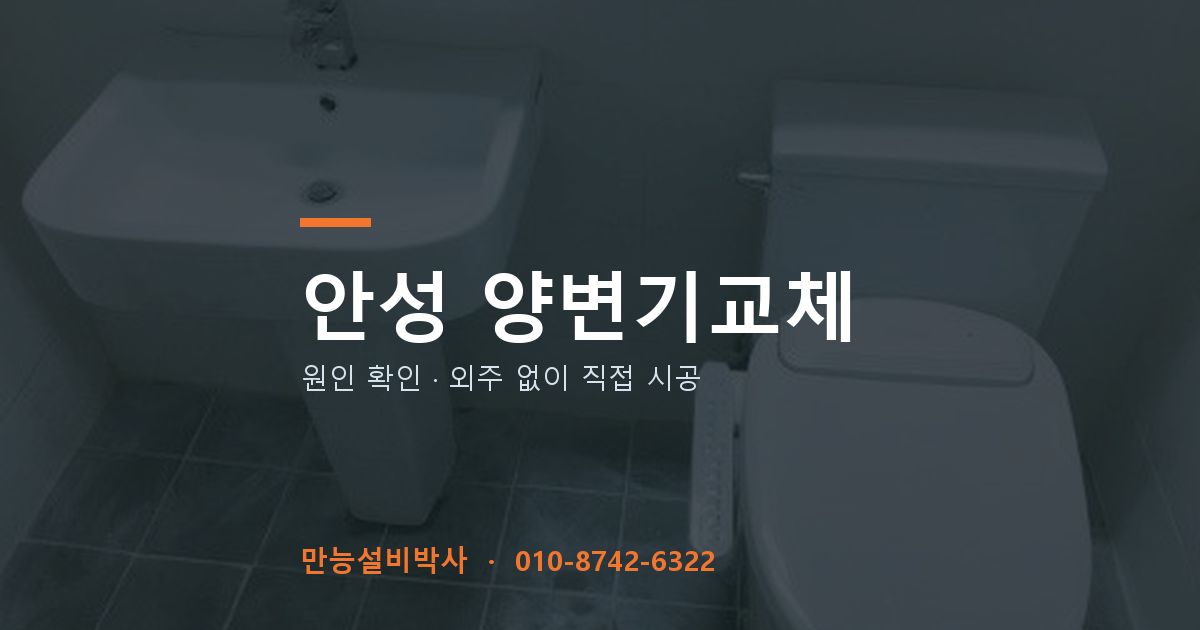 안성 양변기교체
원인 확인 · 외주 없이 직접 시공
만능설비박사 · 010-8742-6322